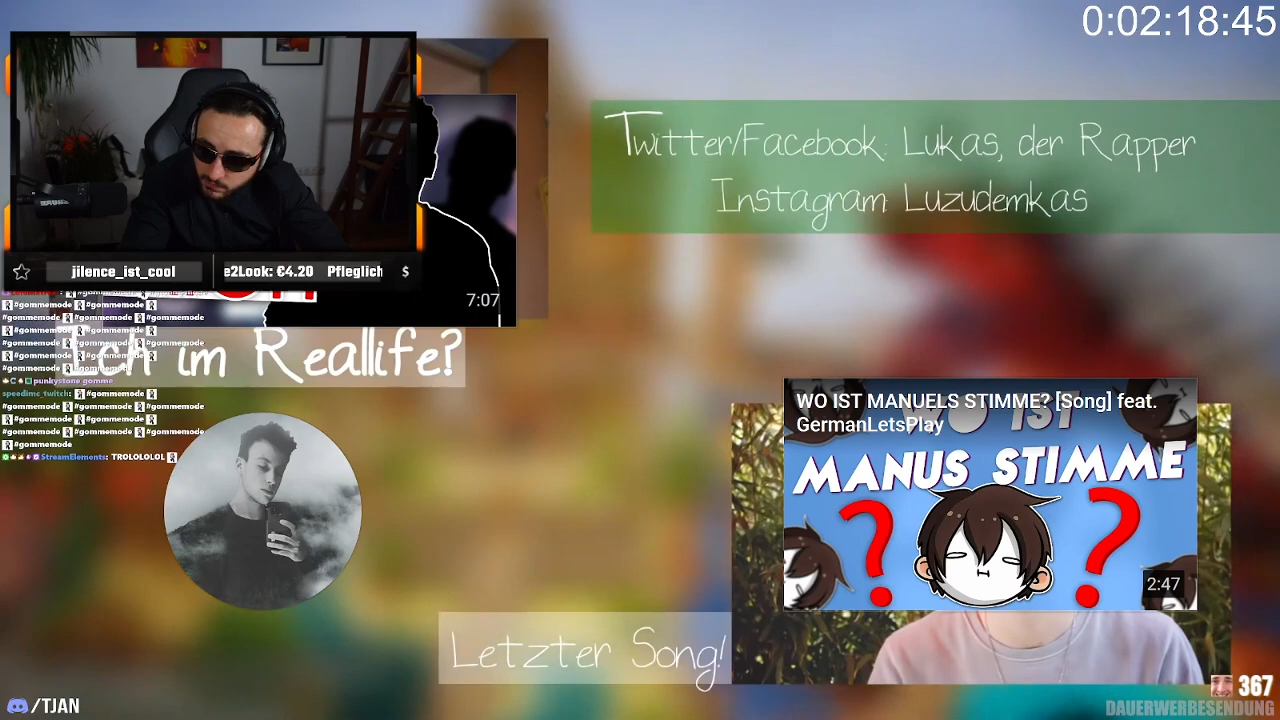 0:02:18:45
Twitter/Facebook: Lukas, der Rapper
Instagram: Luzudemkas
jilence_ist_cool
e2Look: €4.20 Pfleglich
$
7:07
#gommemode #gommemode
#gommemode #gommemode #gommemode
#gommemode #gommemode
#gommemode #gommemode #gommemode
#gommemode #gommemode
#gommemode
Ich im Reallife?
punkystone gomme
speedimc_twitch: #gommemode
#gommemode #gommemode #gommemode
#gommemode #gommemode
#gommemode #gommemode #gommemode
#gommemode
StreamElements: TROLOLOLOL
WO IST MANUELS STIMME? [Song] feat.
GermanLetsPlay
WO IST
MANUS STIMME
? ?
2:47
Letzter Song!
/TJAN
367
DAUERWERBESENDUNG